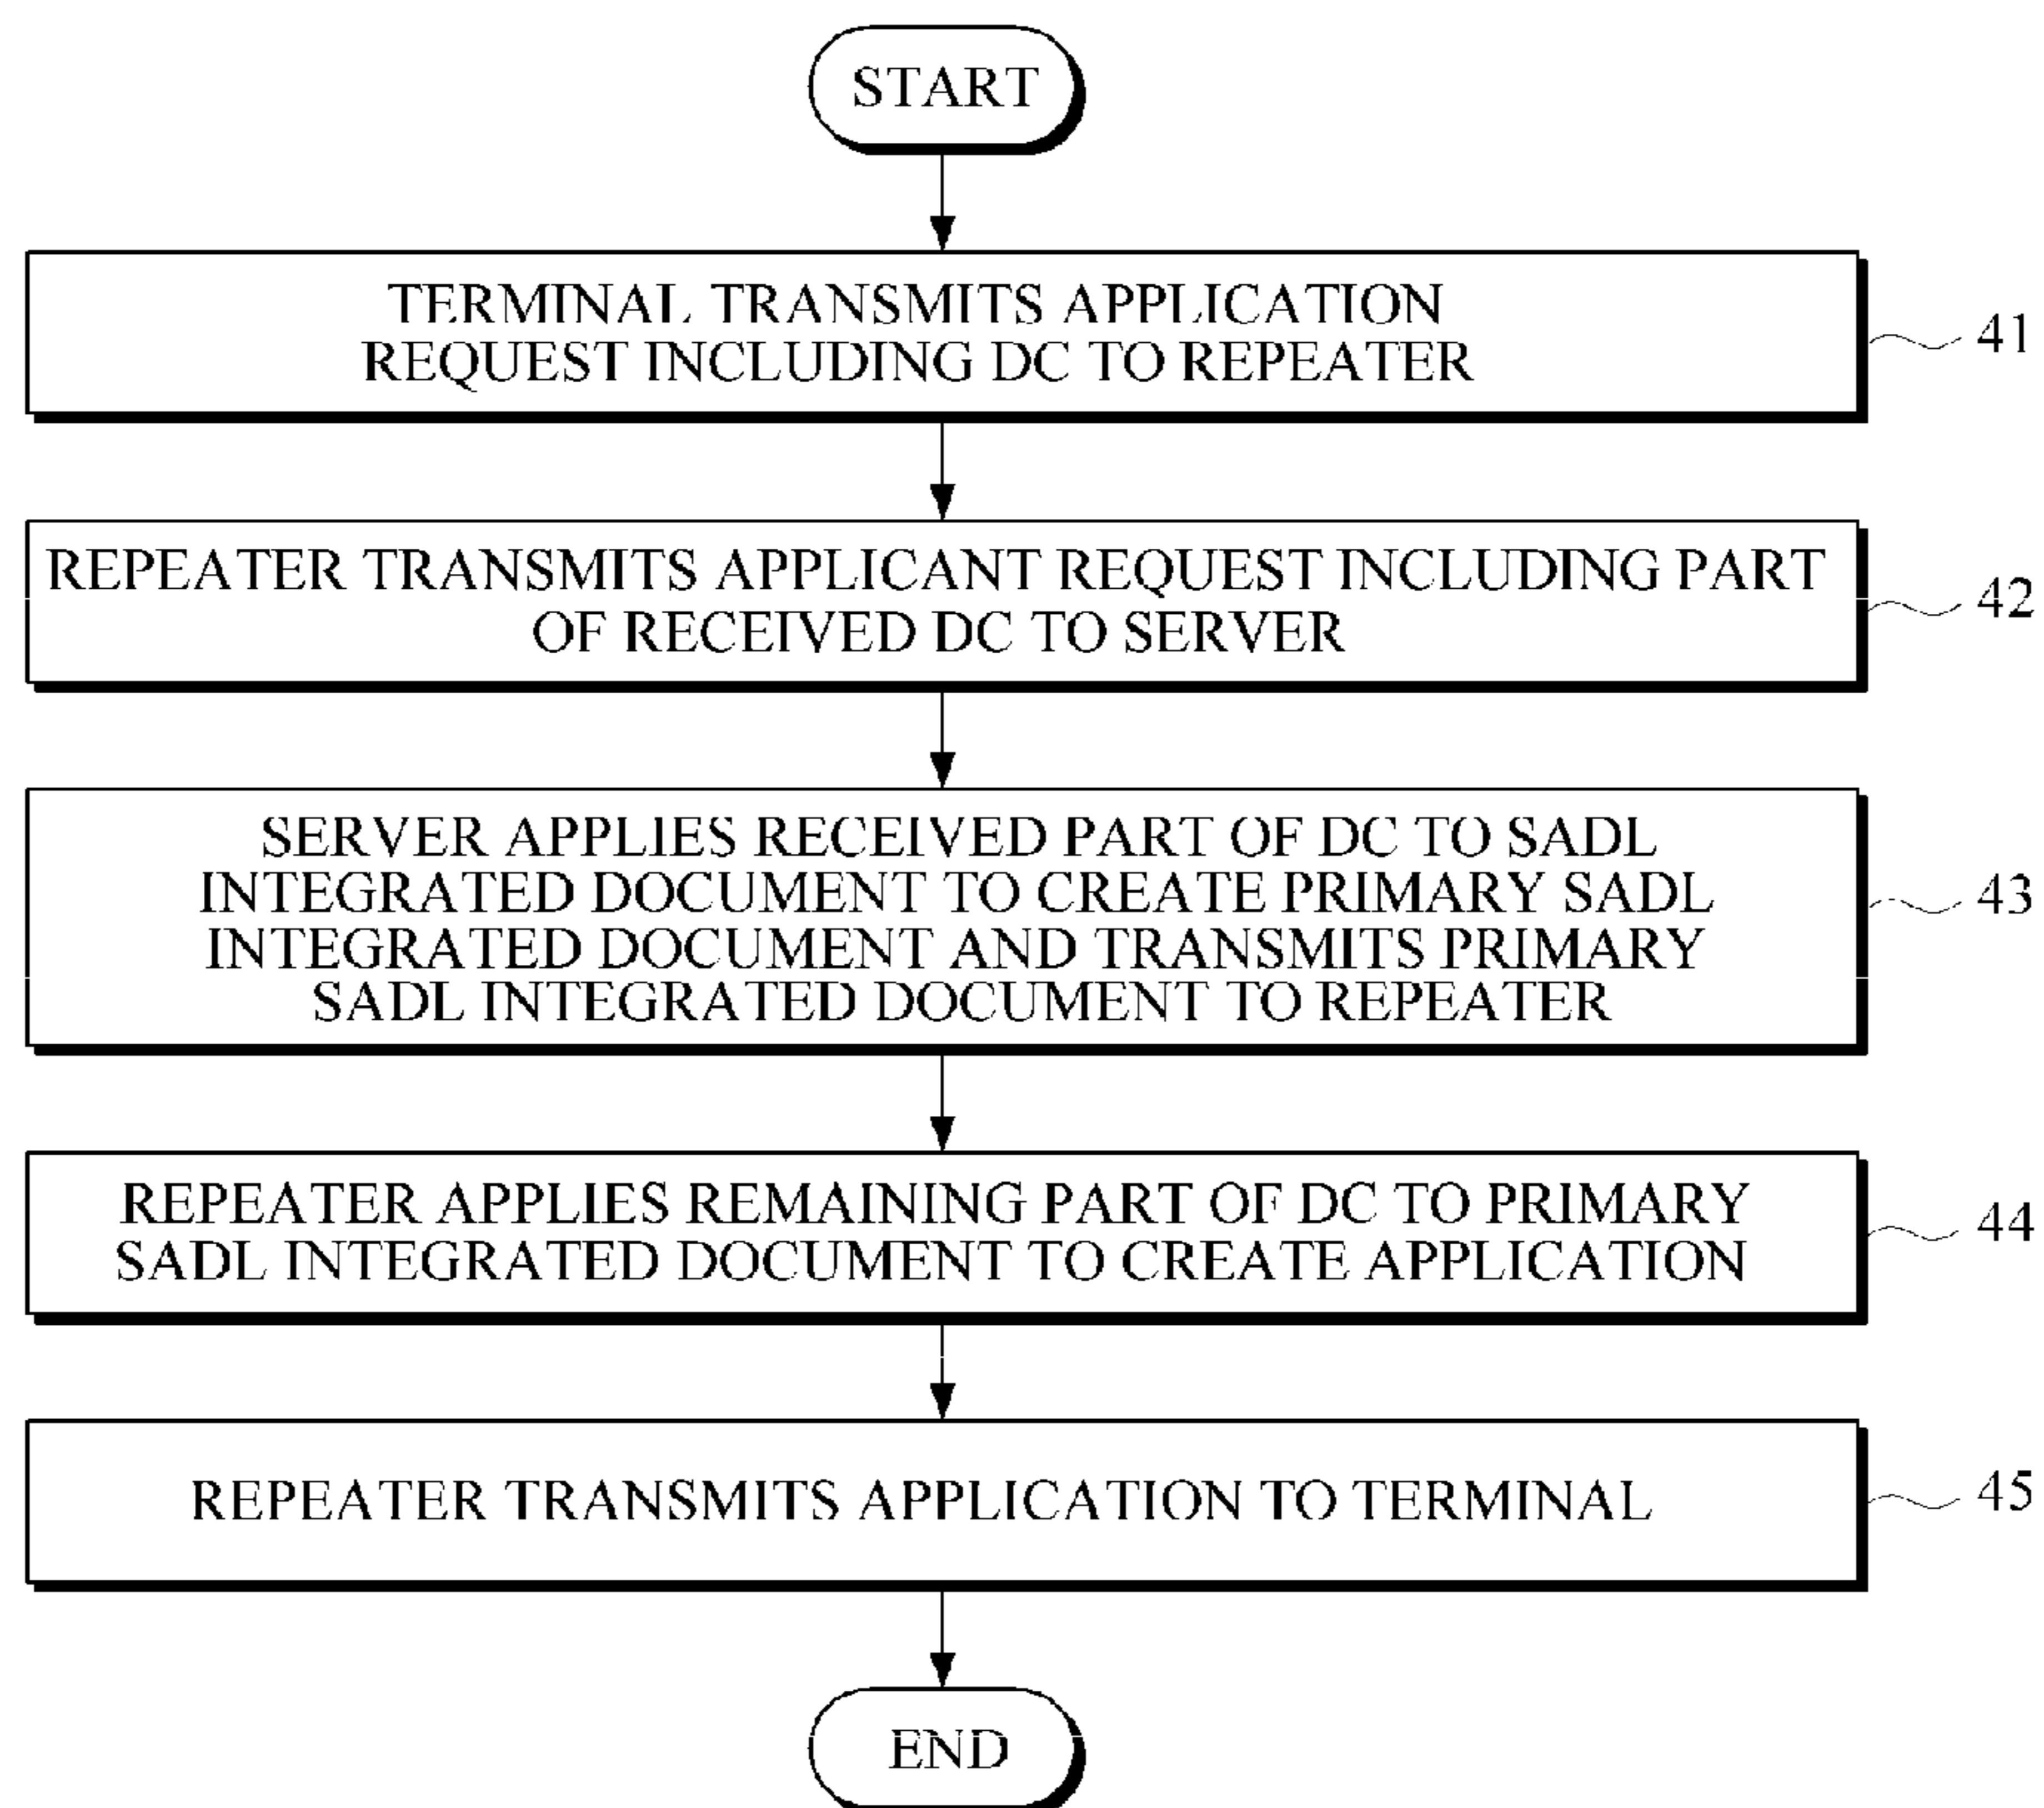 START
TERMINAL TRANSMITS APPLICATION
REQUEST INCLUDING DC TO REPEATER
41
REPEATER TRANSMITS APPLICANT REQUEST INCLUDING PART
OF RECEIVED DC TO SERVER
42
SERVER APPLIES RECEIVED PART OF DC TO SADL
INTEGRATED DOCUMENT TO CREATE PRIMARY SADL
INTEGRATED DOCUMENT AND TRANSMITS PRIMARY
SADL INTEGRATED DOCUMENT TO REPEATER
43
REPEATER APPLIES REMAINING PART OF DC TO PRIMARY
SADL INTEGRATED DOCUMENT TO CREATE APPLICATION
44
REPEATER TRANSMITS APPLICATION TO TERMINAL
45
END